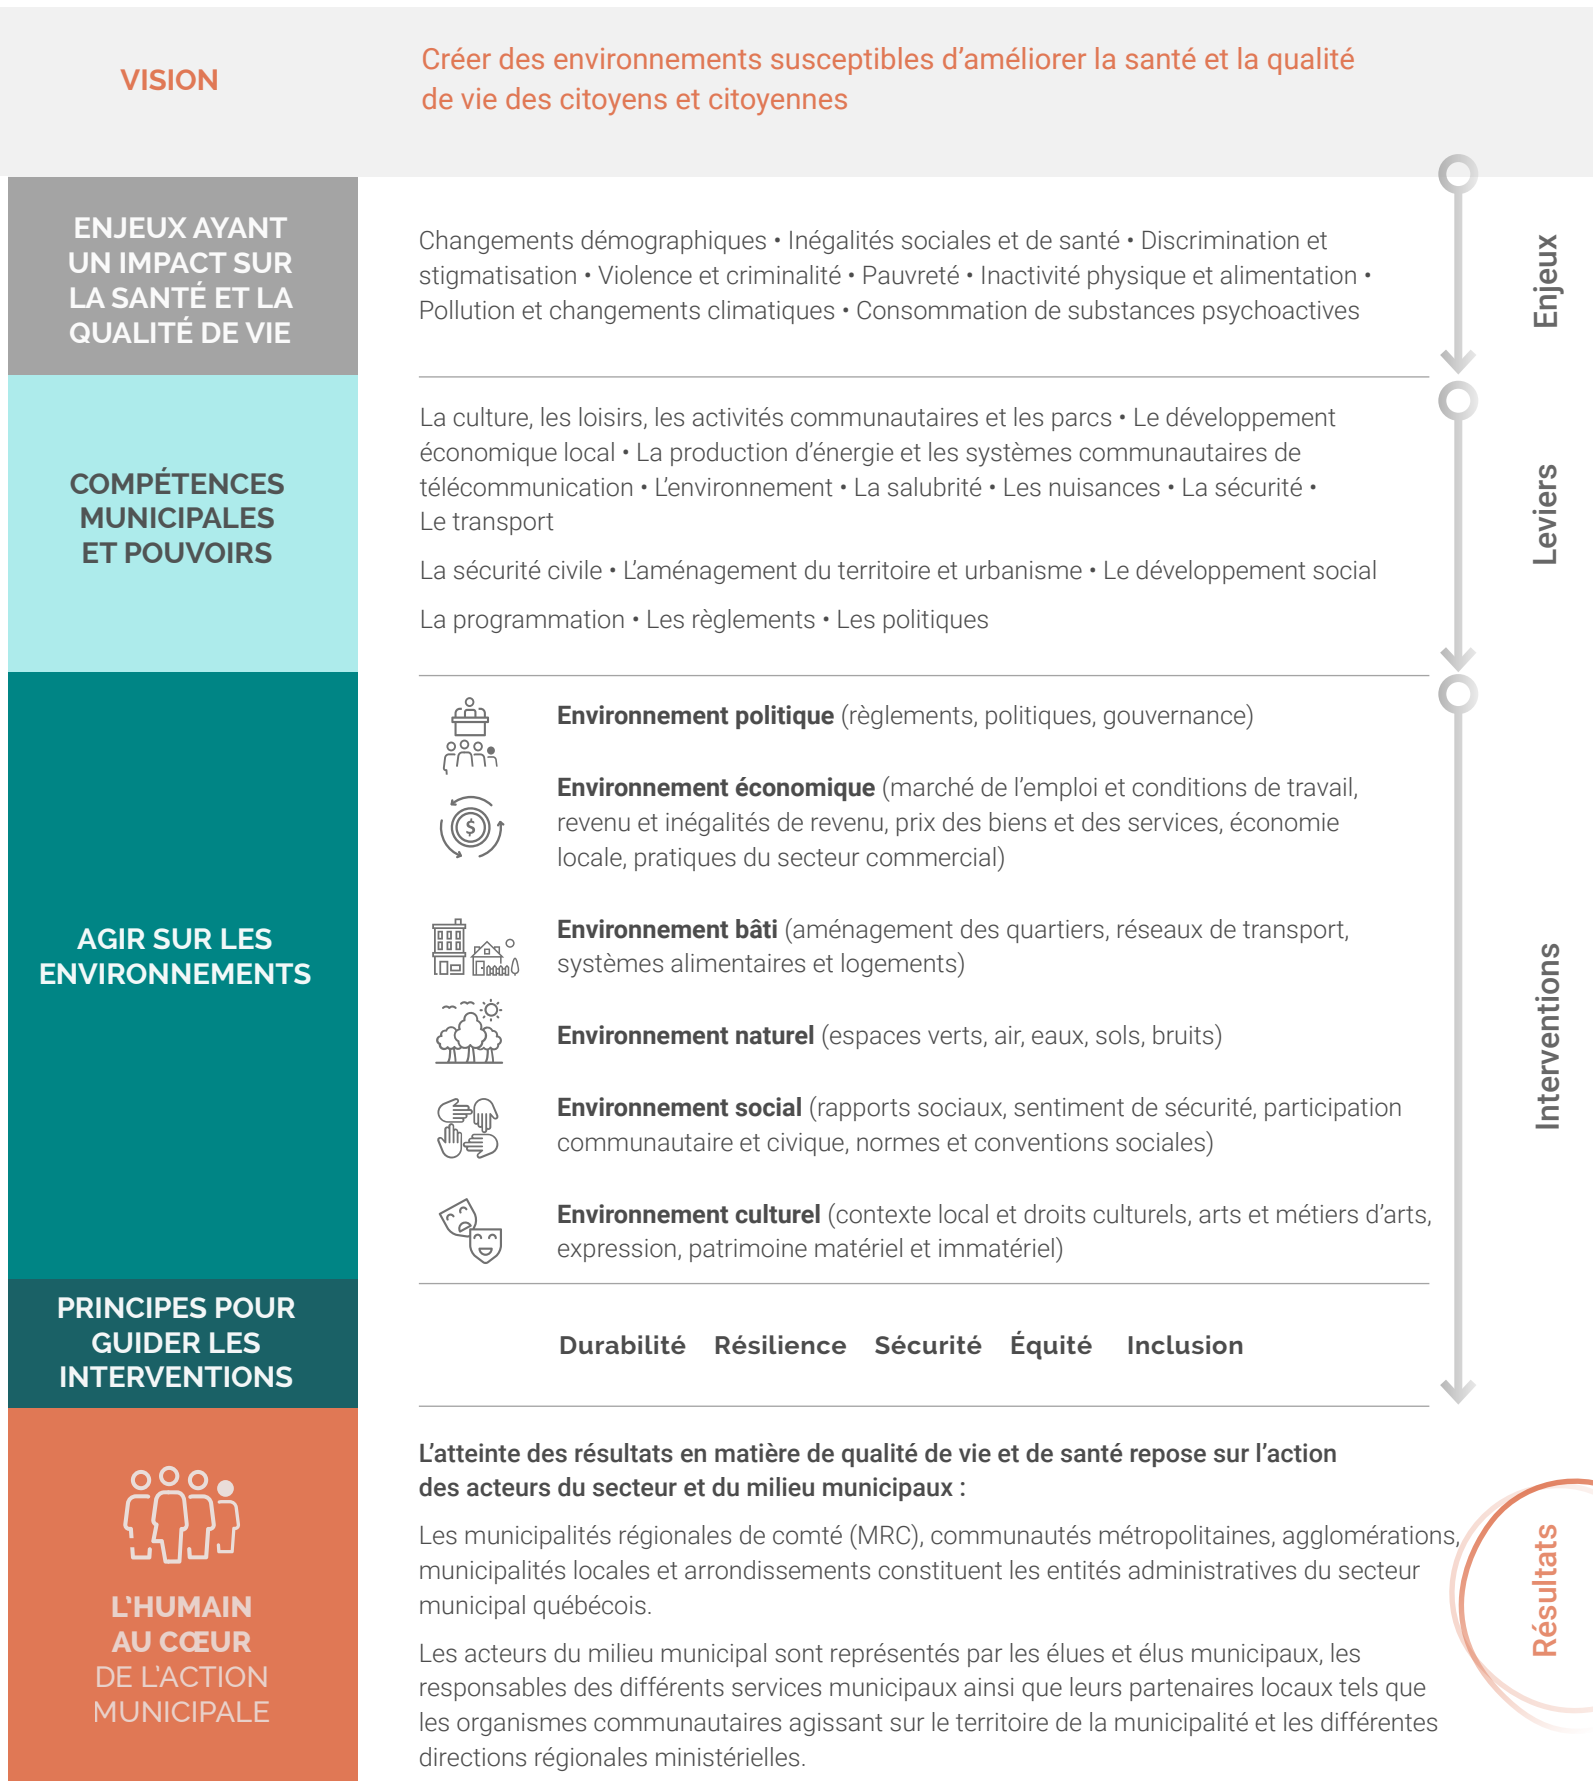 VISION
Créer des environnements susceptibles d’améliorer la santé et la qualité
de vie des citoyens et citoyennes
ENJEUX AYANT
UN IMPACT SUR
LA SANTÉ ET LA
QUALITÉ DE VIE
Changements démographiques • Inégalités sociales et de santé • Discrimination et
stigmatisation • Violence et criminalité • Pauvreté • Inactivité physique et alimentation •
Pollution et changements climatiques • Consommation de substances psychoactives
Enjeux
COMPÉTENCES
MUNICIPALES
ET POUVOIRS
La culture, les loisirs, les activités communautaires et les parcs • Le développement
économique local • La production d’énergie et les systèmes communautaires de
télécommunication • L’environnement • La salubrité • Les nuisances • La sécurité •
Le transport
La sécurité civile • L’aménagement du territoire et urbanisme • Le développement social
La programmation • Les règlements • Les politiques
Leviers
AGIR SUR LES
ENVIRONNEMENTS
Environnement politique (règlements, politiques, gouvernance)
Environnement économique (marché de l’emploi et conditions de travail,
revenu et inégalités de revenu, prix des biens et des services, économie
locale, pratiques du secteur commercial)
$
Environnement bâti (aménagement des quartiers, réseaux de transport,
systèmes alimentaires et logements)
Environnement naturel (espaces verts, air, eaux, sols, bruits)
Environnement social (rapports sociaux, sentiment de sécurité, participation
communautaire et civique, normes et conventions sociales)
Environnement culturel (contexte local et droits culturels, arts et métiers d’arts,
expression, patrimoine matériel et immatériel)
Interventions
PRINCIPES POUR
GUIDER LES
INTERVENTIONS
Durabilité Résilience Sécurité Équité Inclusion
L’HUMAIN
AU CŒUR
DE L’ACTION
MUNICIPALE
L’atteinte des résultats en matière de qualité de vie et de santé repose sur l’action
des acteurs du secteur et du milieu municipaux :
Les municipalités régionales de comté (MRC), communautés métropolitaines, agglomérations,
municipalités locales et arrondissements constituent les entités administratives du secteur
municipal québécois.
Les acteurs du milieu municipal sont représentés par les élues et élus municipaux, les
responsables des différents services municipaux ainsi que leurs partenaires locaux tels que
les organismes communautaires agissant sur le territoire de la municipalité et les différentes
directions régionales ministérielles.
Résultats